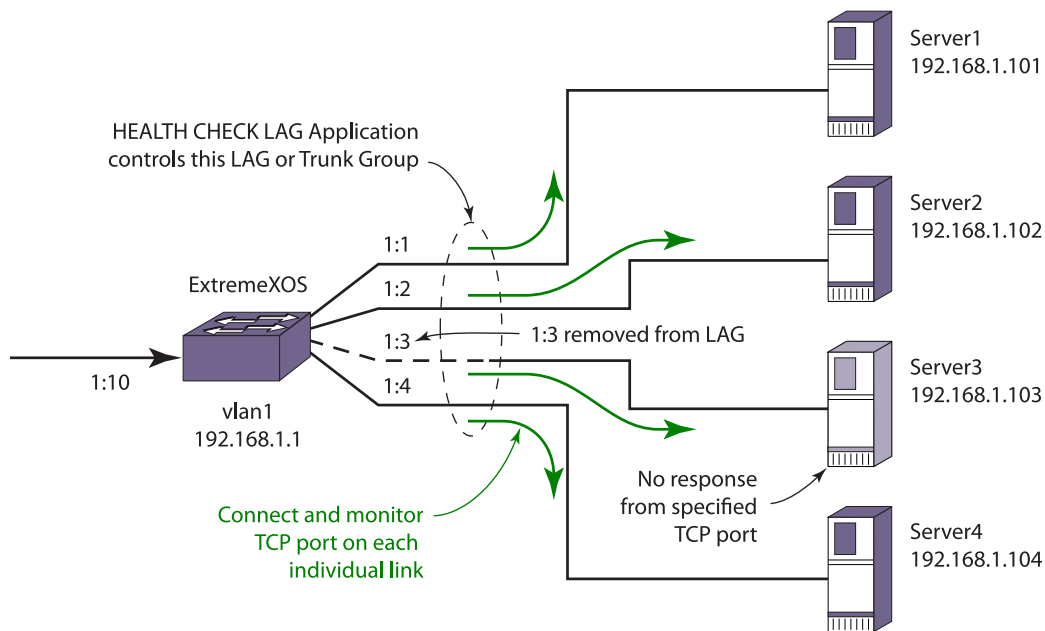 Server1
192.168.1.101
HEALTH CHECK LAG Application
controls this LAG or Trunk Group
Server2
192.168.1.102
1:1
ExtremeXOS
1:2
1:3
1:3 removed from LAG
Server3
192.168.1.103
1:10
1:4
vlan1
192.168.1.1
No response
from specified
TCP port
Connect and monitor
TCP port on each
individual link
Server4
192.168.1.104